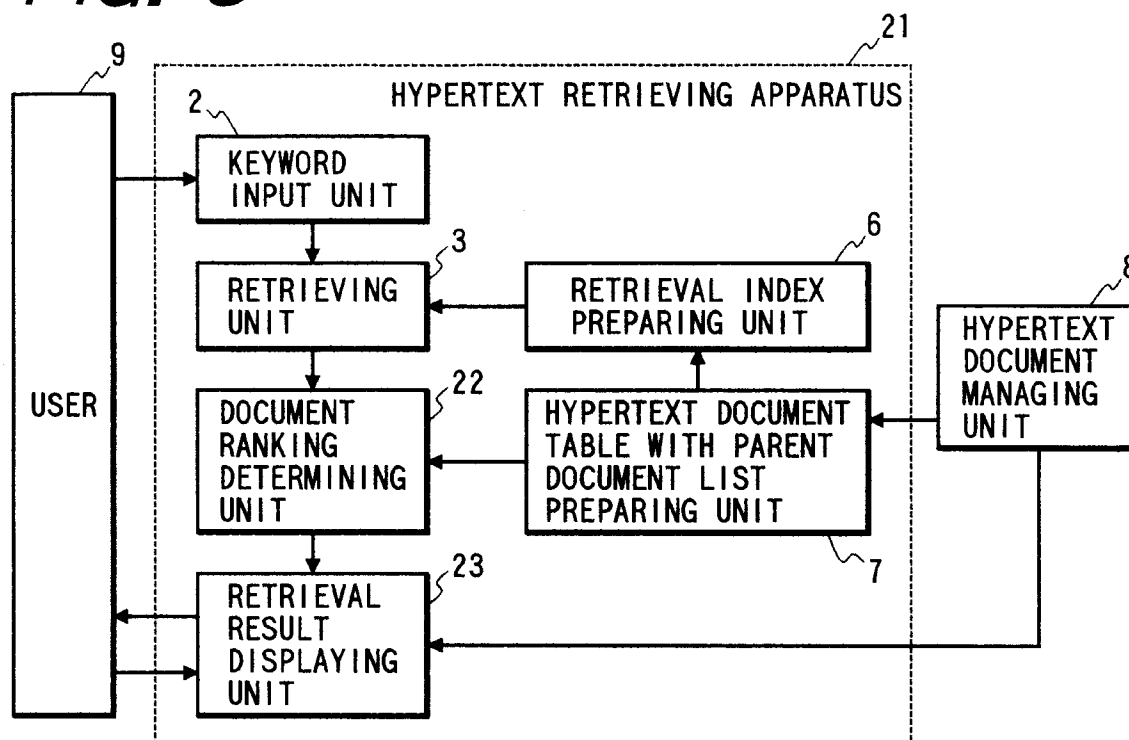 21
9
HYPERTEXT RETRIEVING APPARATUS
2
KEYWORD
INPUT UNIT
3
RETRIEVING
UNIT
6
RETRIEVAL INDEX
PREPARING UNIT
8
HYPERTEXT
DOCUMENT
MANAGING
UNIT
USER
22
DOCUMENT
RANKING
DETERMINING
UNIT
HYPERTEXT DOCUMENT
TABLE WITH PARENT
DOCUMENT LIST
PREPARING UNIT
7
23
RETRIEVAL
RESULT
DISPLAYING
UNIT